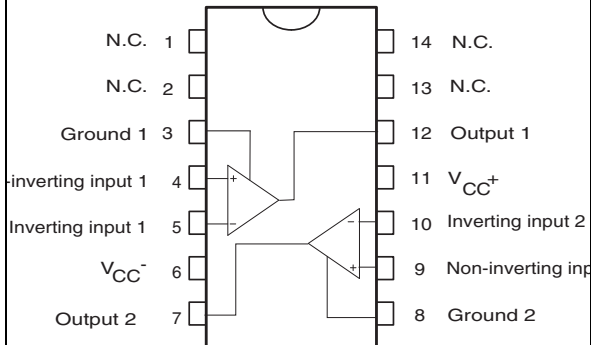 N.C. 1 14 N.C.
N.C. 2 13 N.C.
Ground 1 3 12 Output 1
-inverting input 1 4 + 11 VCC+
Inverting input 1 5 - - 10 Inverting input 2
VCC- 6 + 9 Non-inverting inp
Output 2 7 8 Ground 2